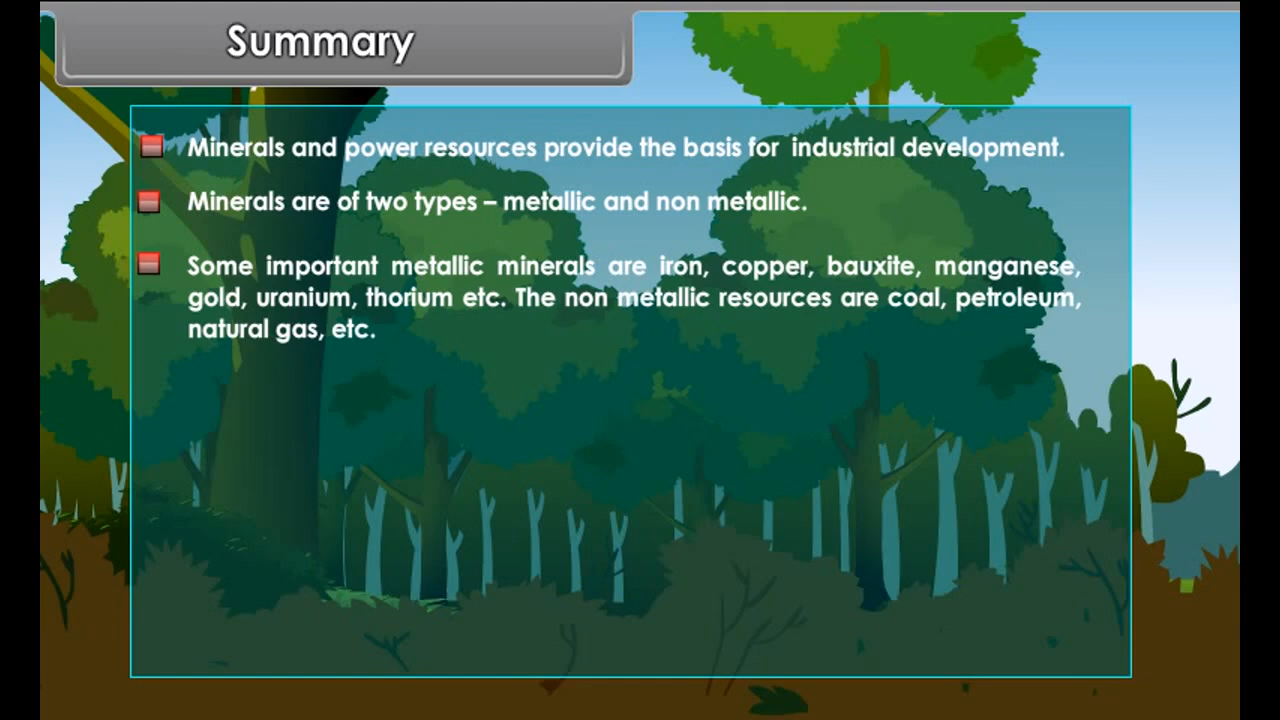 Summary
Minerals and power resources provide the basis for industrial development.
Minerals are of two types – metallic and non metallic.
Some important metallic minerals are iron, copper, bauxite, manganese,
gold, uranium, thorium etc. The non metallic resources are coal, petroleum,
natural gas, etc.